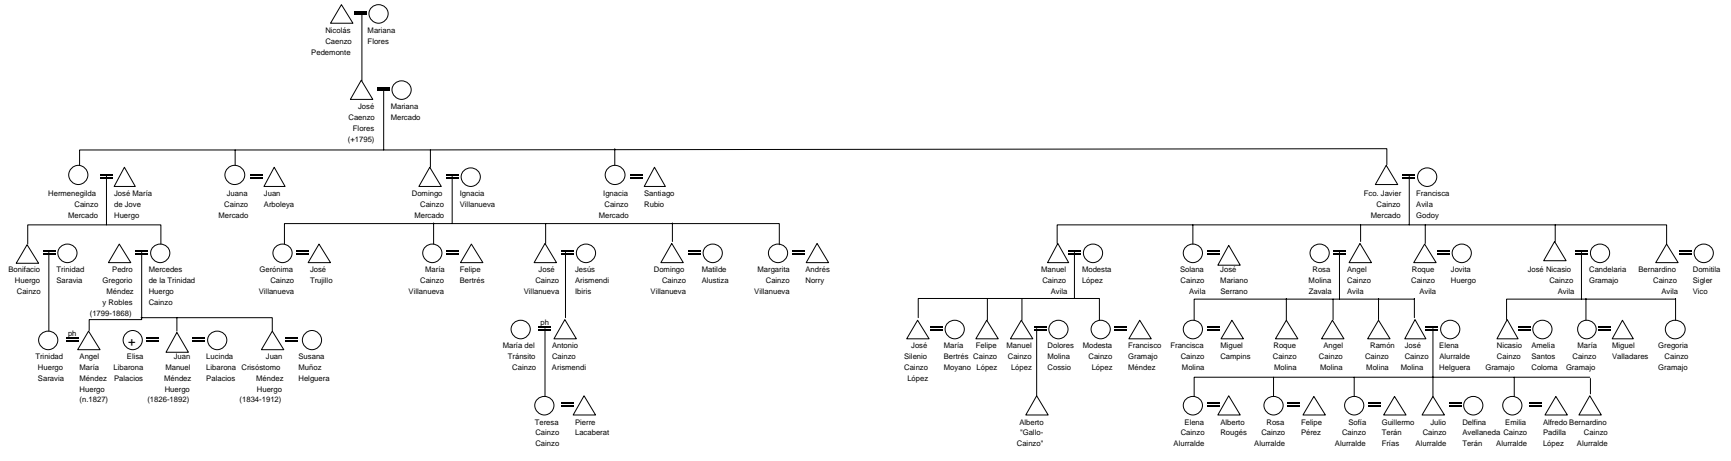 Nicolás
Caenzo
Pedemonte
Mariana
Flores
José
Caenzo
Flores
(+1795)
Mariana
Mercado
Hermenegilda
Cainzo
Mercado
José María
de Jove
Huergo
Juana
Cainzo
Mercado
Juan
Arboleya
Domingo
Cainzo
Mercado
Ignacia
Villanueva
Ignacia
Cainzo
Mercado
Santiago
Rubio
Fco. Javier
Cainzo
Mercado
Francisca
Avila
Godoy
Bonifacio
Huergo
Cainzo
Trinidad
Saravia
Pedro
Gregorio
Méndez
y Robles
(1799-1868)
Mercedes
de la Trinidad
Huergo
Cainzo
Gerónima
Cainzo
Villanueva
José
Trujillo
María
Cainzo
Villanueva
Felipe
Bertrés
José
Cainzo
Villanueva
Jesús
Arismendi
Ibiris
Domingo
Cainzo
Villanueva
Matilde
Alustiza
Margarita
Cainzo
Villanueva
Andrés
Norry
Manuel
Cainzo
Avila
Modesta
López
Solana
Cainzo
Avila
José
Mariano
Serrano
Rosa
Molina
Zavala
Angel
Cainzo
Avila
Roque
Cainzo
Avila
Jovita
Huergo
José Nicasio
Cainzo
Avila
Candelaria
Gramajo
Bernardino
Cainzo
Avila
Domitila
Sigler
Vico
Trinidad
Huergo
Saravia
ph
Angel
María
Méndez
Huergo
(n.1827)
+
Elisa
Libarona
Palacios
Juan
Manuel
Méndez
Huergo
(1826-1892)
Lucinda
Libarona
Palacios
Juan
Crisóstomo
Méndez
Huergo
(1834-1912)
Susana
Muñoz
Helguera
María del
Tránsito
Cainzo
ph
Antonio
Cainzo
Arismendi
José
Silenio
Cainzo
López
María
Bertrés
Moyano
Felipe
Cainzo
López
Manuel
Cainzo
López
Dolores
Molina
Cossio
Modesta
Cainzo
López
Francisco
Gramajo
Méndez
Francisca
Cainzo
Molina
Miguel
Campins
Roque
Cainzo
Molina
Angel
Cainzo
Molina
Ramón
Cainzo
Molina
José
Cainzo
Molina
Elena
Alurralde
Helguera
Nicasio
Cainzo
Gramajo
Amelia
Santos
Coloma
María
Cainzo
Gramajo
Miguel
Valladares
Gregoria
Cainzo
Gramajo
Teresa
Cainzo
Cainzo
Pierre
Lacaberat
Alberto
"Gallo-
Cainzo"
Elena
Cainzo
Alurralde
Alberto
Rougés
Rosa
Cainzo
Alurralde
Felipe
Pérez
Sofía
Cainzo
Alurralde
Guillermo
Terán
Frías
Julio
Cainzo
Alurralde
Delfina
Avellaneda
Terán
Emilia
Cainzo
Alurralde
Alfredo
Padilla
López
Bernardino
Cainzo
Alurralde